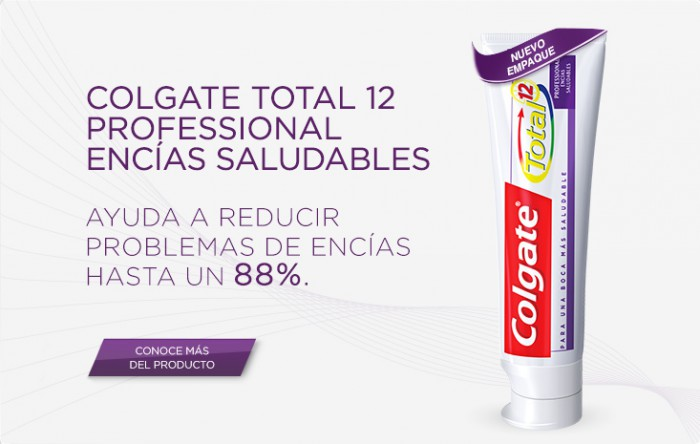 COLGATE TOTAL 12
PROFESSIONAL
ENCÍAS SALUDABLES
AYUDA A REDUCIR
PROBLEMAS DE ENCÍAS
HASTA UN 88%.
CONOCE MÁS
DEL PRODUCTO
NUEVO
EMPAQUE
PROFESSIONAL
ENCÍAS
SALUDABLES
Total 12
Colgate®
PARA UNA BOCA MÁS SALUDABLE